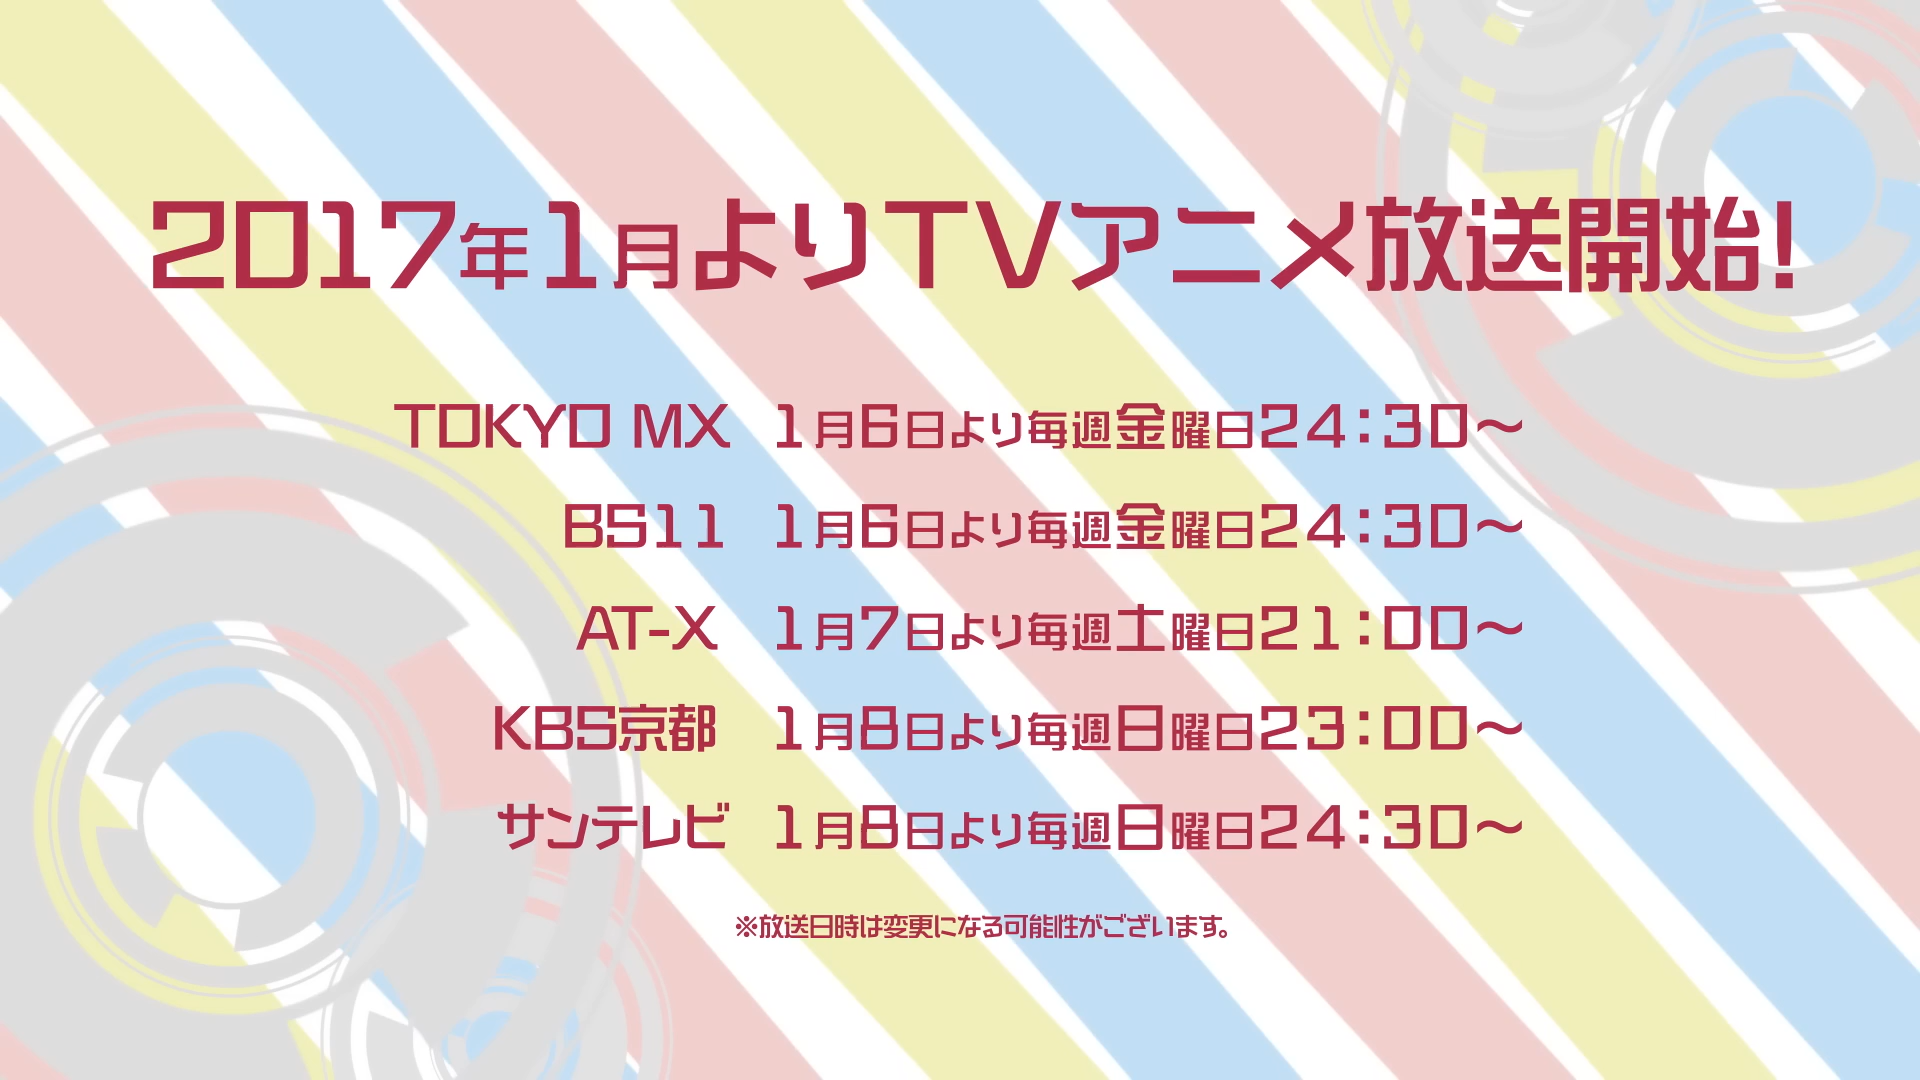 2017年1月よりTVアニメ放送開始!
TOKYO MX 1月6日より毎週金曜日24:30〜
BS11 1月6日より毎週金曜日24:30〜
AT-X 1月7日より毎週土曜日21:00〜
KBS京都 1月8日より毎週日曜日23:00〜
サンテレビ 1月8日より毎週日曜日24:30〜
※放送日時は変更になる可能性がございます。